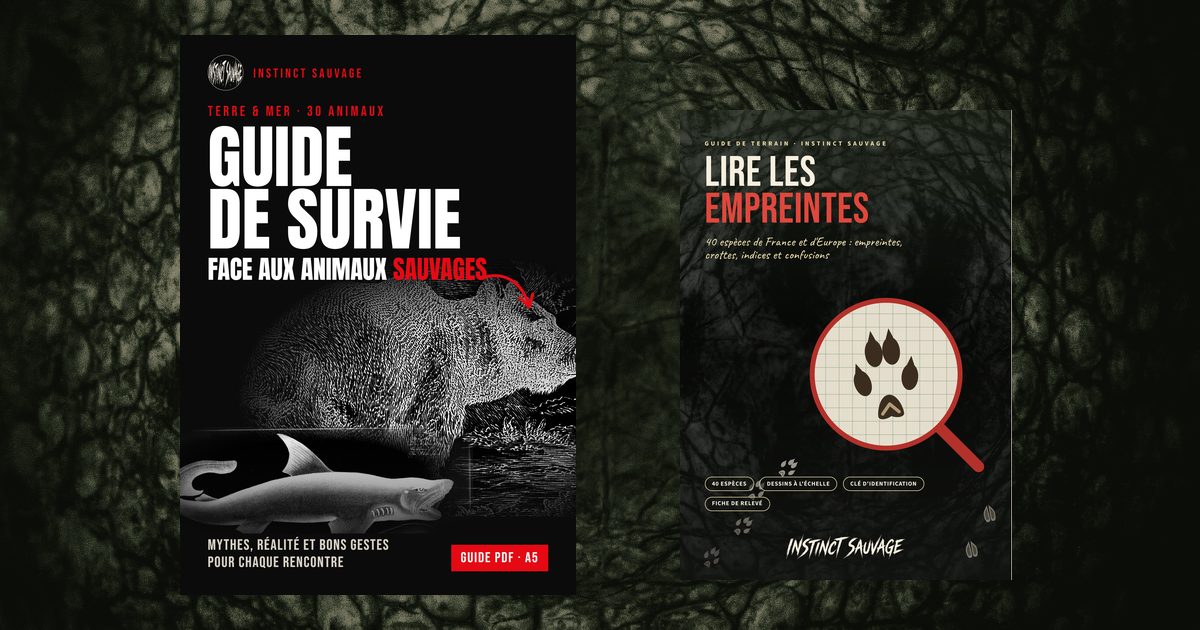 INSTINCT SAUVAGE
INSTINCT SAUVAGE
TERRE & MER · 30 ANIMAUX
GUIDE
DE SURVIE
FACE AUX ANIMAUX SAUVAGES
MYTHES, RÉALITÉ ET BONS GESTES
POUR CHAQUE RENCONTRE
GUIDE PDF · A5
GUIDE DE TERRAIN · INSTINCT SAUVAGE
LIRE LES
EMPREINTES
40 espèces de France et d'Europe : empreintes,
crottes, indices et confusions
40 ESPÈCES
DESSINS À L'ÉCHELLE
CLÉ D'IDENTIFICATION
FICHE DE RELEVÉ
INSTINCT SAUVAGE